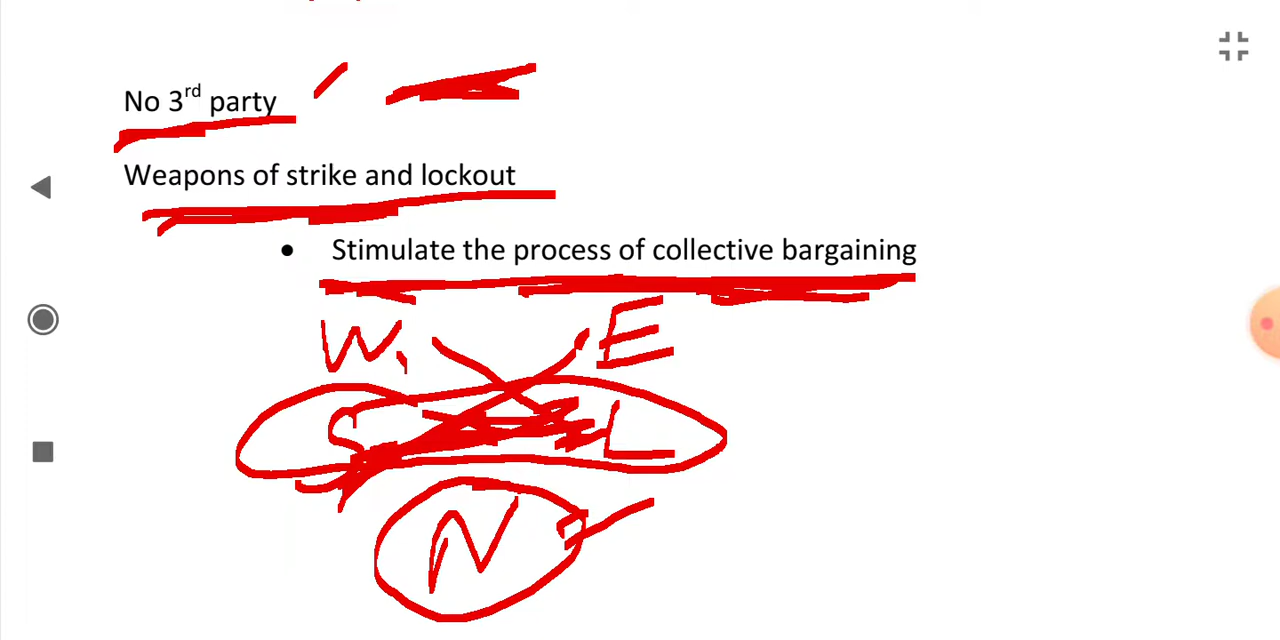 No 3rd party
Weapons of strike and lockout
• Stimulate the process of collective bargaining
W. E
S L
N